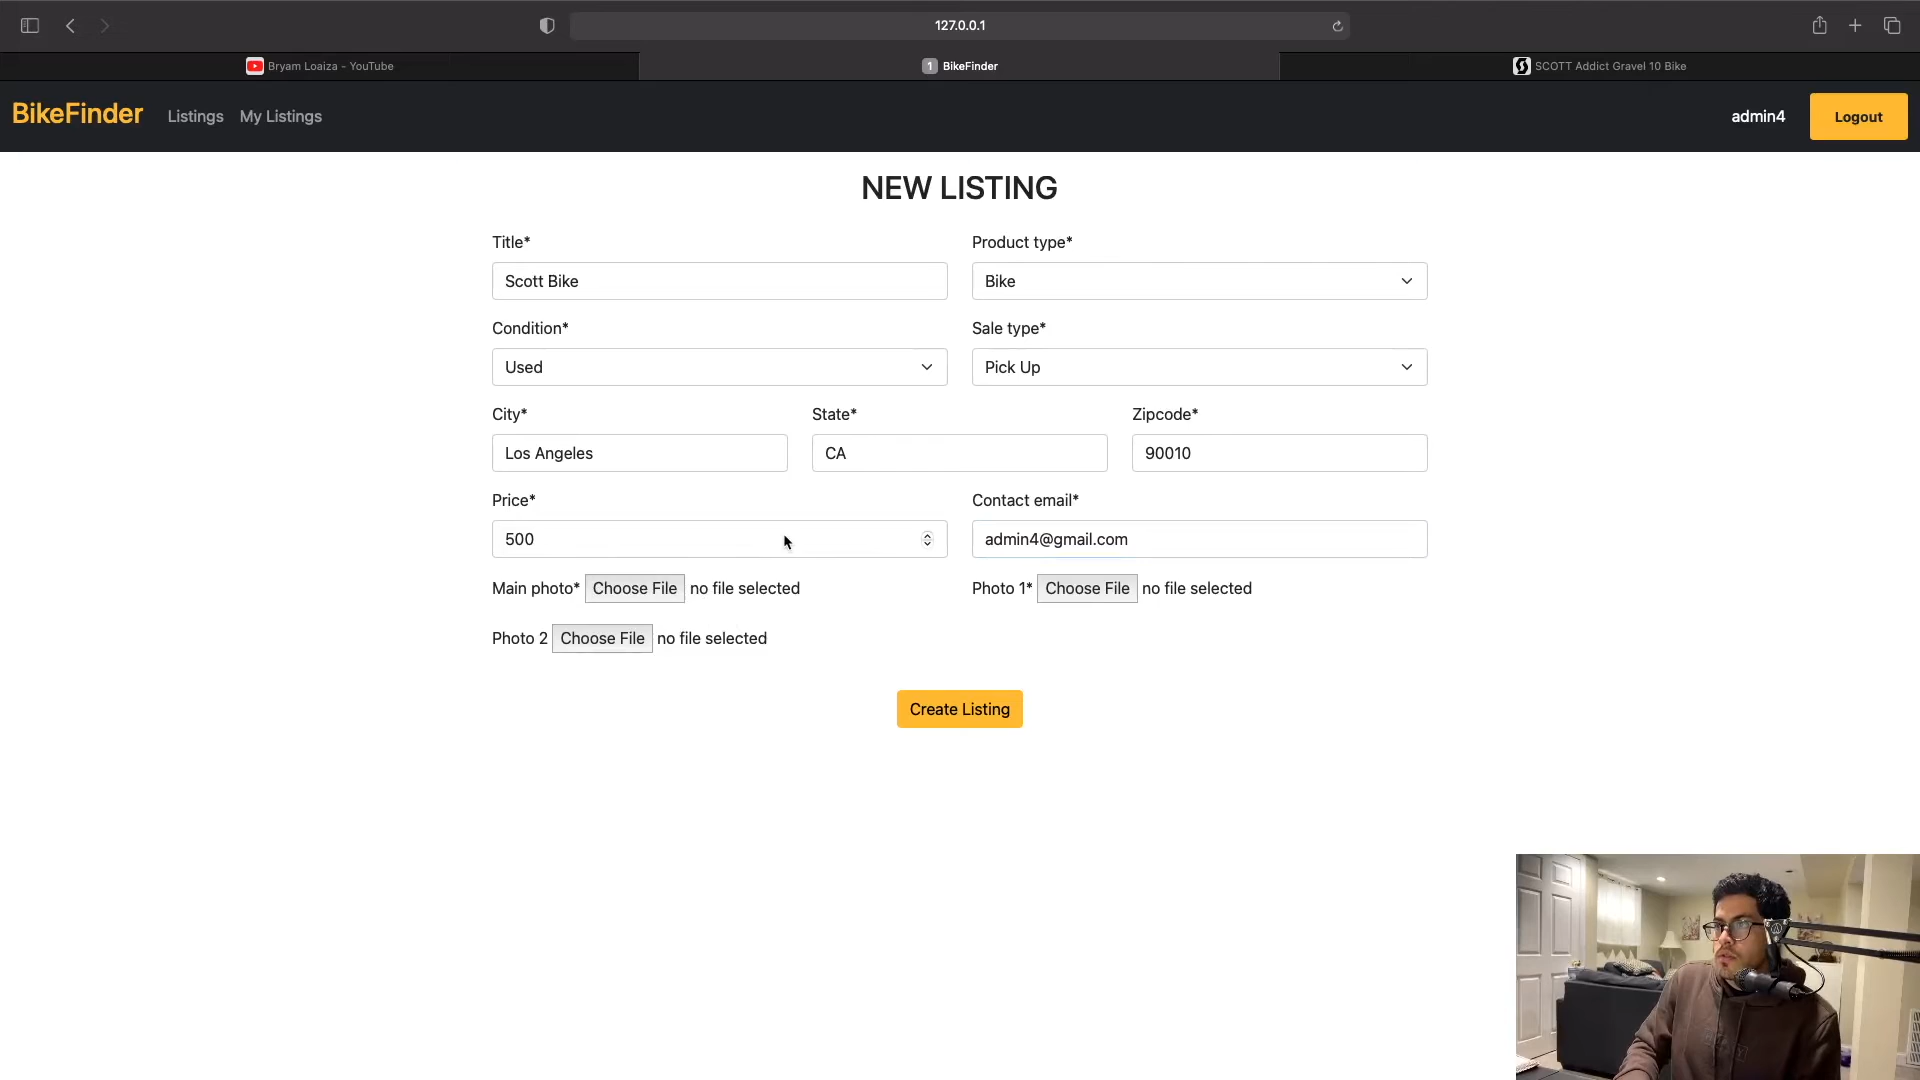 127.0.0.1
Bryam Loaiza - YouTube
1 BikeFinder
SCOTT Addict Gravel 10 Bike
BikeFinder Listings My Listings admin4 Logout
NEW LISTING
Title* Product type*
Scott Bike Bike
Condition* Sale type*
Used Pick Up
City* State* Zipcode*
Los Angeles CA 90010
Price* Contact email*
500 admin4@gmail.com
Main photo* Choose File no file selected Photo 1* Choose File no file selected
Photo 2 Choose File no file selected
Create Listing